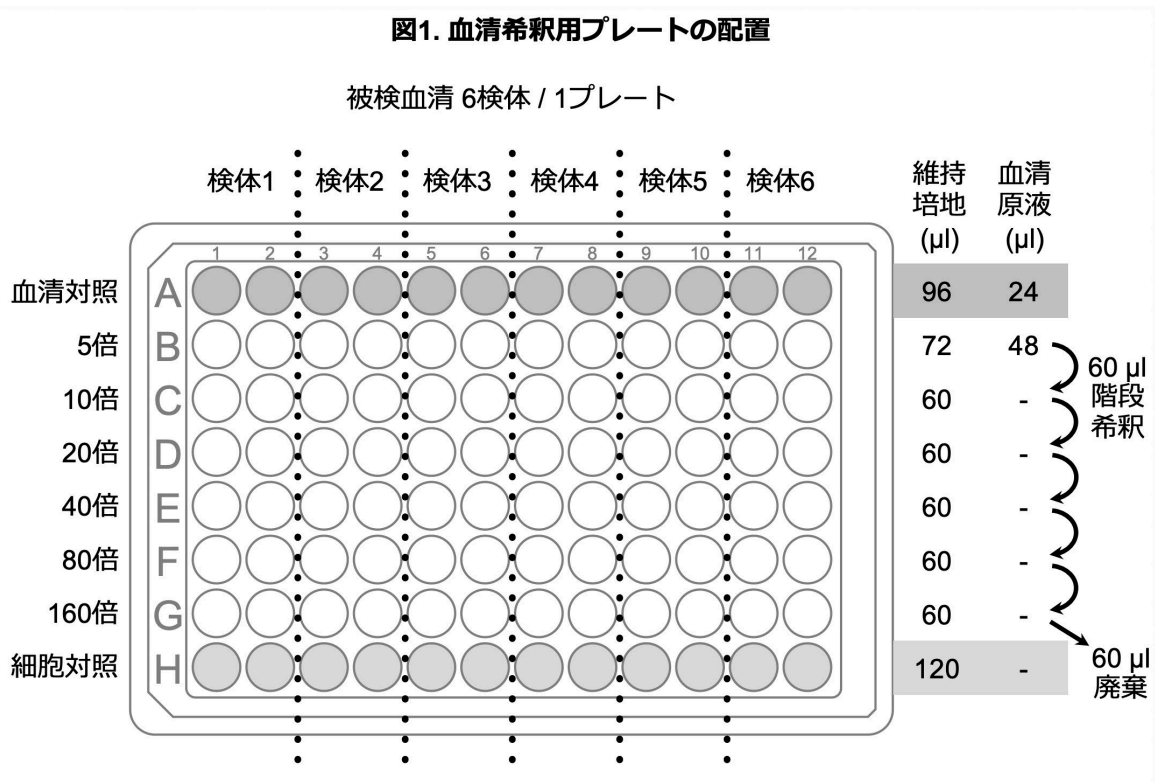 図1. 血清希釈用プレートの配置
被検血清 6検体 / 1プレート
検体1 検体2 検体3 検体4 検体5 検体6
維持
培地
(µl)
血清
原液
(µl)
1 2 3 4 5 6 7 8 9 10 11 12
血清対照 A 96 24
5倍 B 72 48
10倍 C 60 -
20倍 D 60 -
40倍 E 60 -
80倍 F 60 -
160倍 G 60 -
細胞対照 H 120 -
60 µl
階段
希釈
60 µl
廃棄